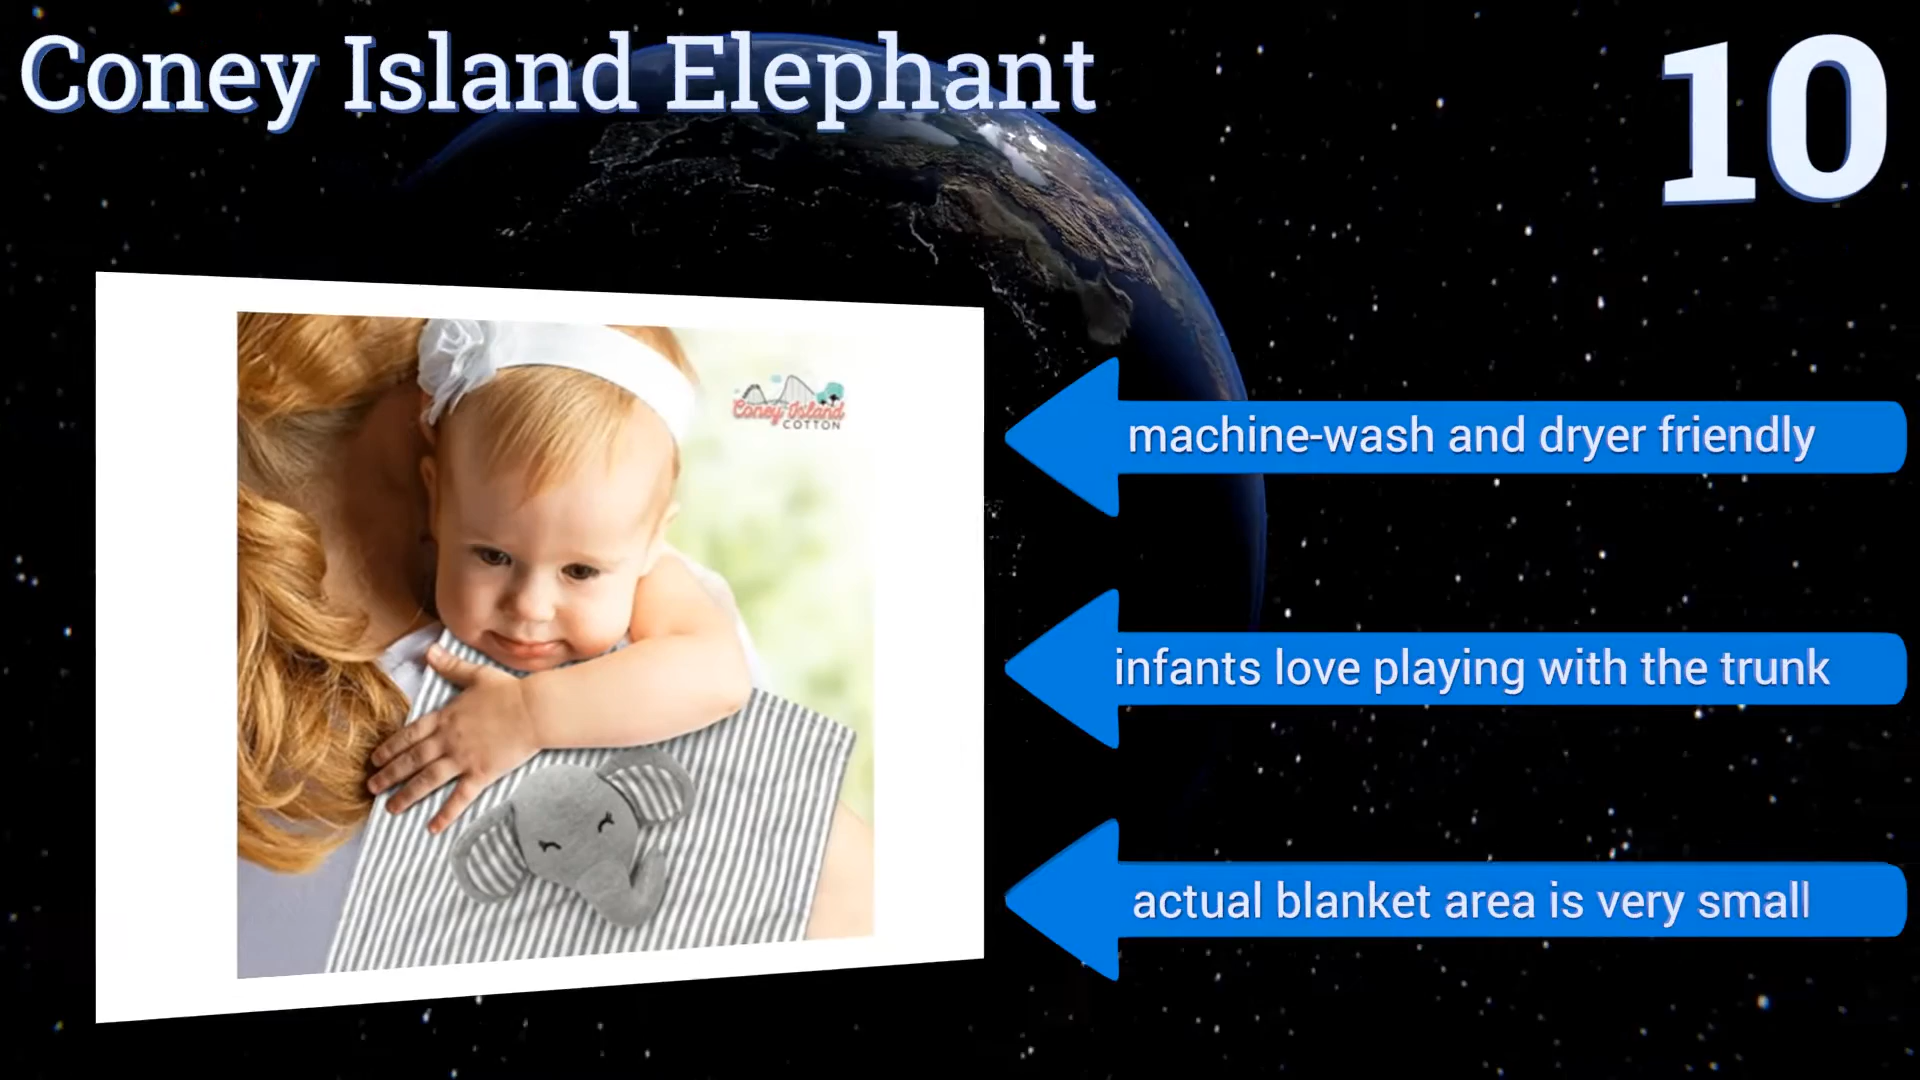 Coney Island Elephant
10
Coney Island
COTTON
machine-wash and dryer friendly
infants love playing with the trunk
actual blanket area is very small